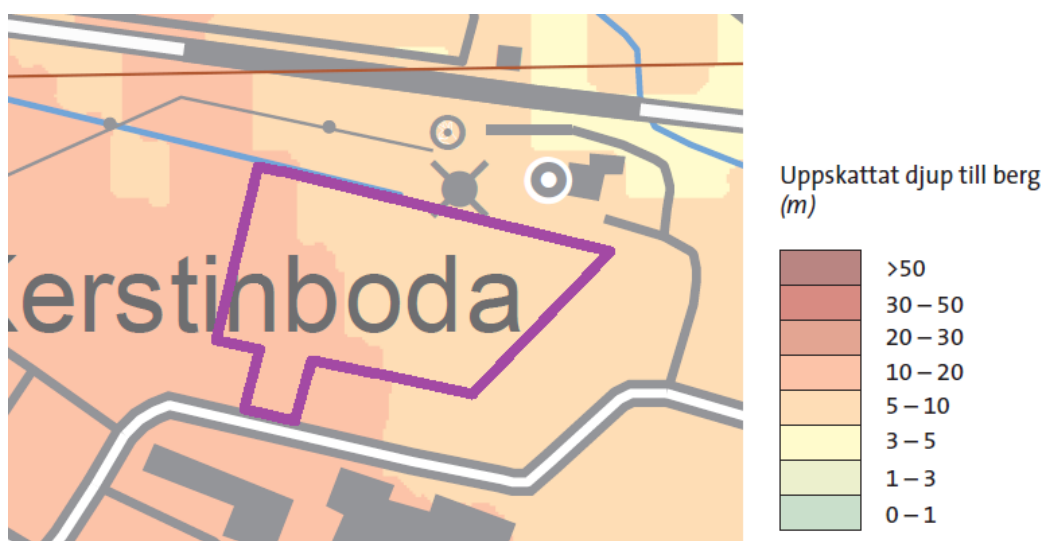 Kerstinboda
Uppskattat djup till berg
(m)
>50
30 – 50
20 – 30
10 – 20
5 – 10
3 – 5
1 – 3
0 – 1